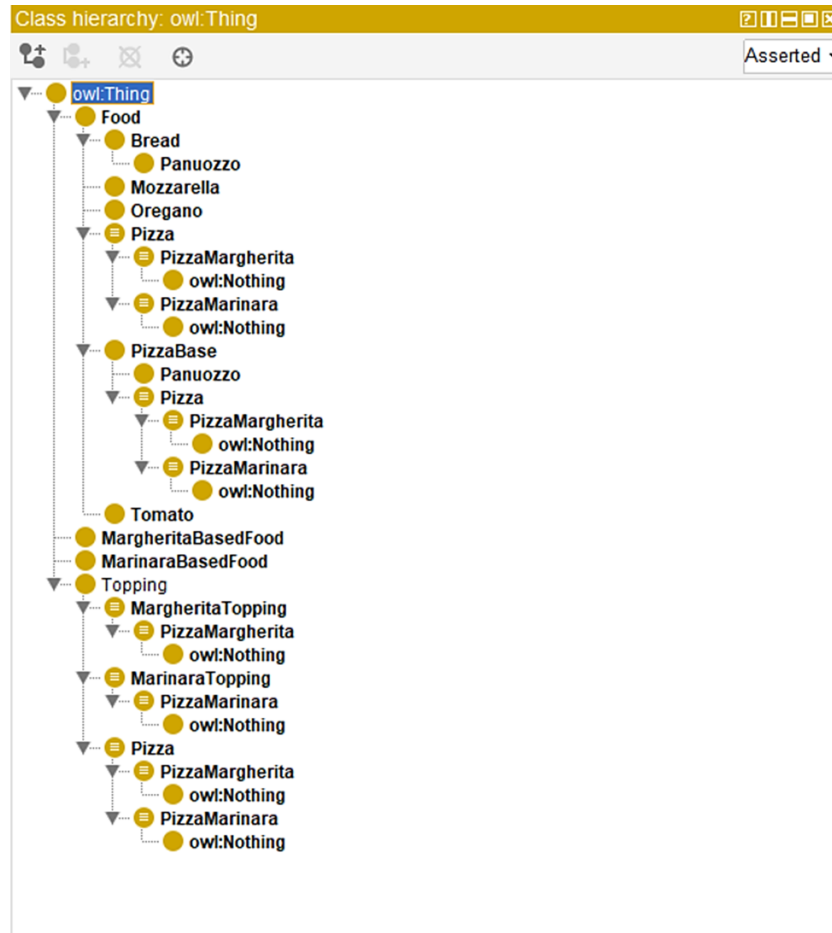 Class hierarchy: owl:Thing
Asserted
owl:Thing
Food
Bread
Panuozzo
Mozzarella
Oregano
Pizza
PizzaMargherita
owl:Nothing
PizzaMarinara
owl:Nothing
PizzaBase
Panuozzo
Pizza
PizzaMargherita
owl:Nothing
PizzaMarinara
owl:Nothing
Tomato
MargheritaBasedFood
MarinaraBasedFood
Topping
MargheritaTopping
PizzaMargherita
owl:Nothing
MarinaraTopping
PizzaMarinara
owl:Nothing
Pizza
PizzaMargherita
owl:Nothing
PizzaMarinara
owl:Nothing